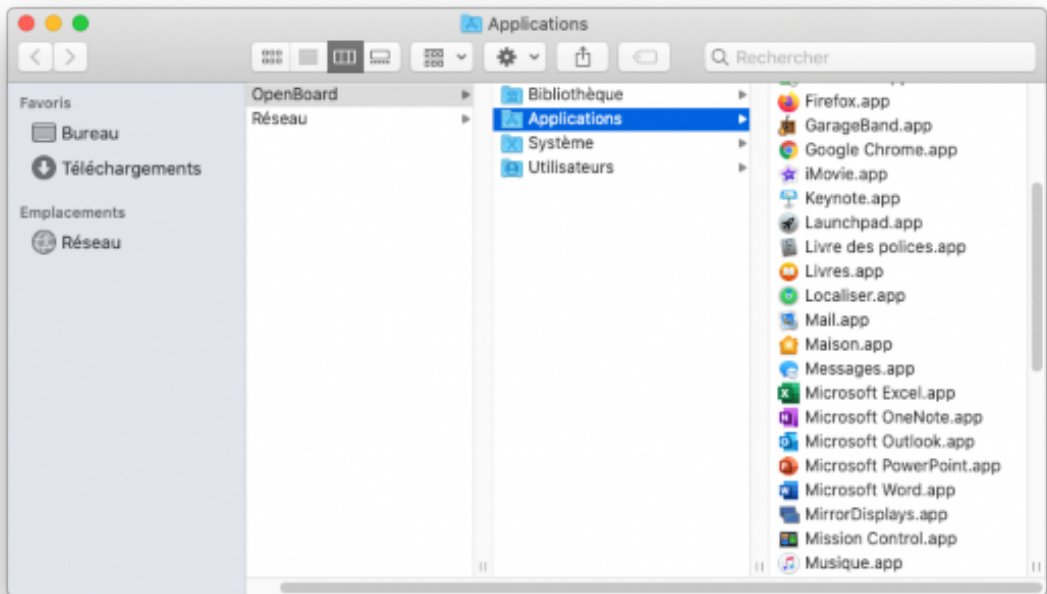 Applications
Rechercher
Favoris
Bureau
Téléchargements
Emplacements
Réseau
OpenBoard
Réseau
Bibliothèque
Applications
Système
Utilisateurs
Firefox.app
GarageBand.app
Google Chrome.app
iMovie.app
Keynote.app
Launchpad.app
Livre des polices.app
Livres.app
Localiser.app
Mail.app
Maison.app
Messages.app
Microsoft Excel.app
Microsoft OneNote.app
Microsoft Outlook.app
Microsoft PowerPoint.app
Microsoft Word.app
MirrorDisplays.app
Mission Control.app
Musique.app